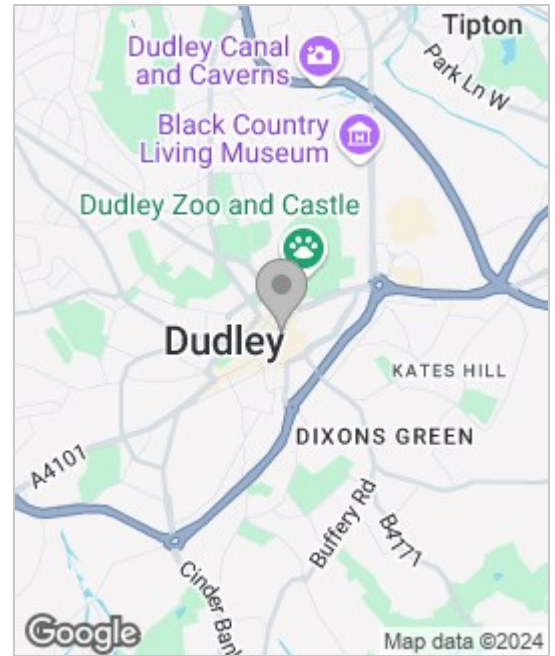 Tipton
Dudley Canal
and Caverns
Park Ln W
Black Country
Living Museum
Dudley Zoo and Castle
Dudley
KATES HILL
DIXONS GREEN
A4101
Buffery Rd
B4171
Cinder Bank
Google
Map data ©2024